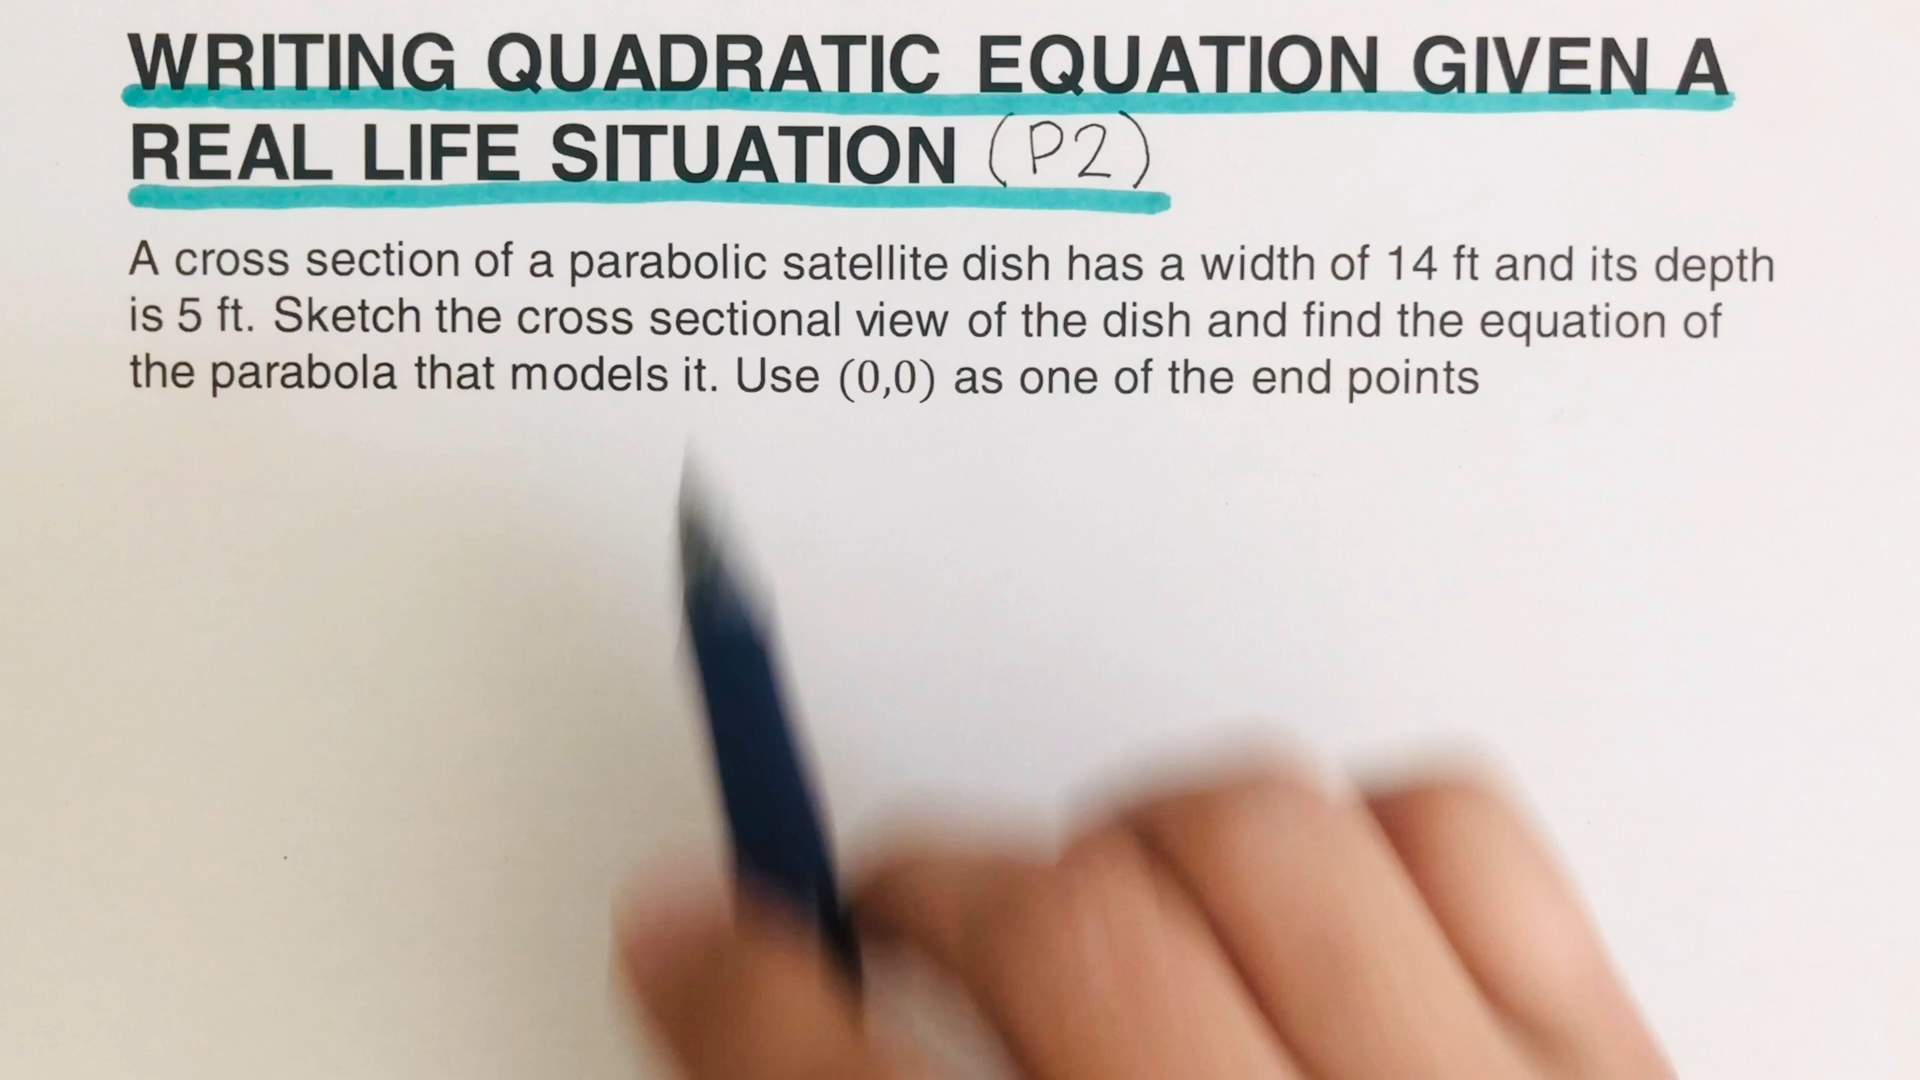 WRITING QUADRATIC EQUATION GIVEN A
REAL LIFE SITUATION (P2)
A cross section of a parabolic satellite dish has a width of 14 ft and its depth
is 5 ft. Sketch the cross sectional view of the dish and find the equation of
the parabola that models it. Use (0,0) as one of the end points